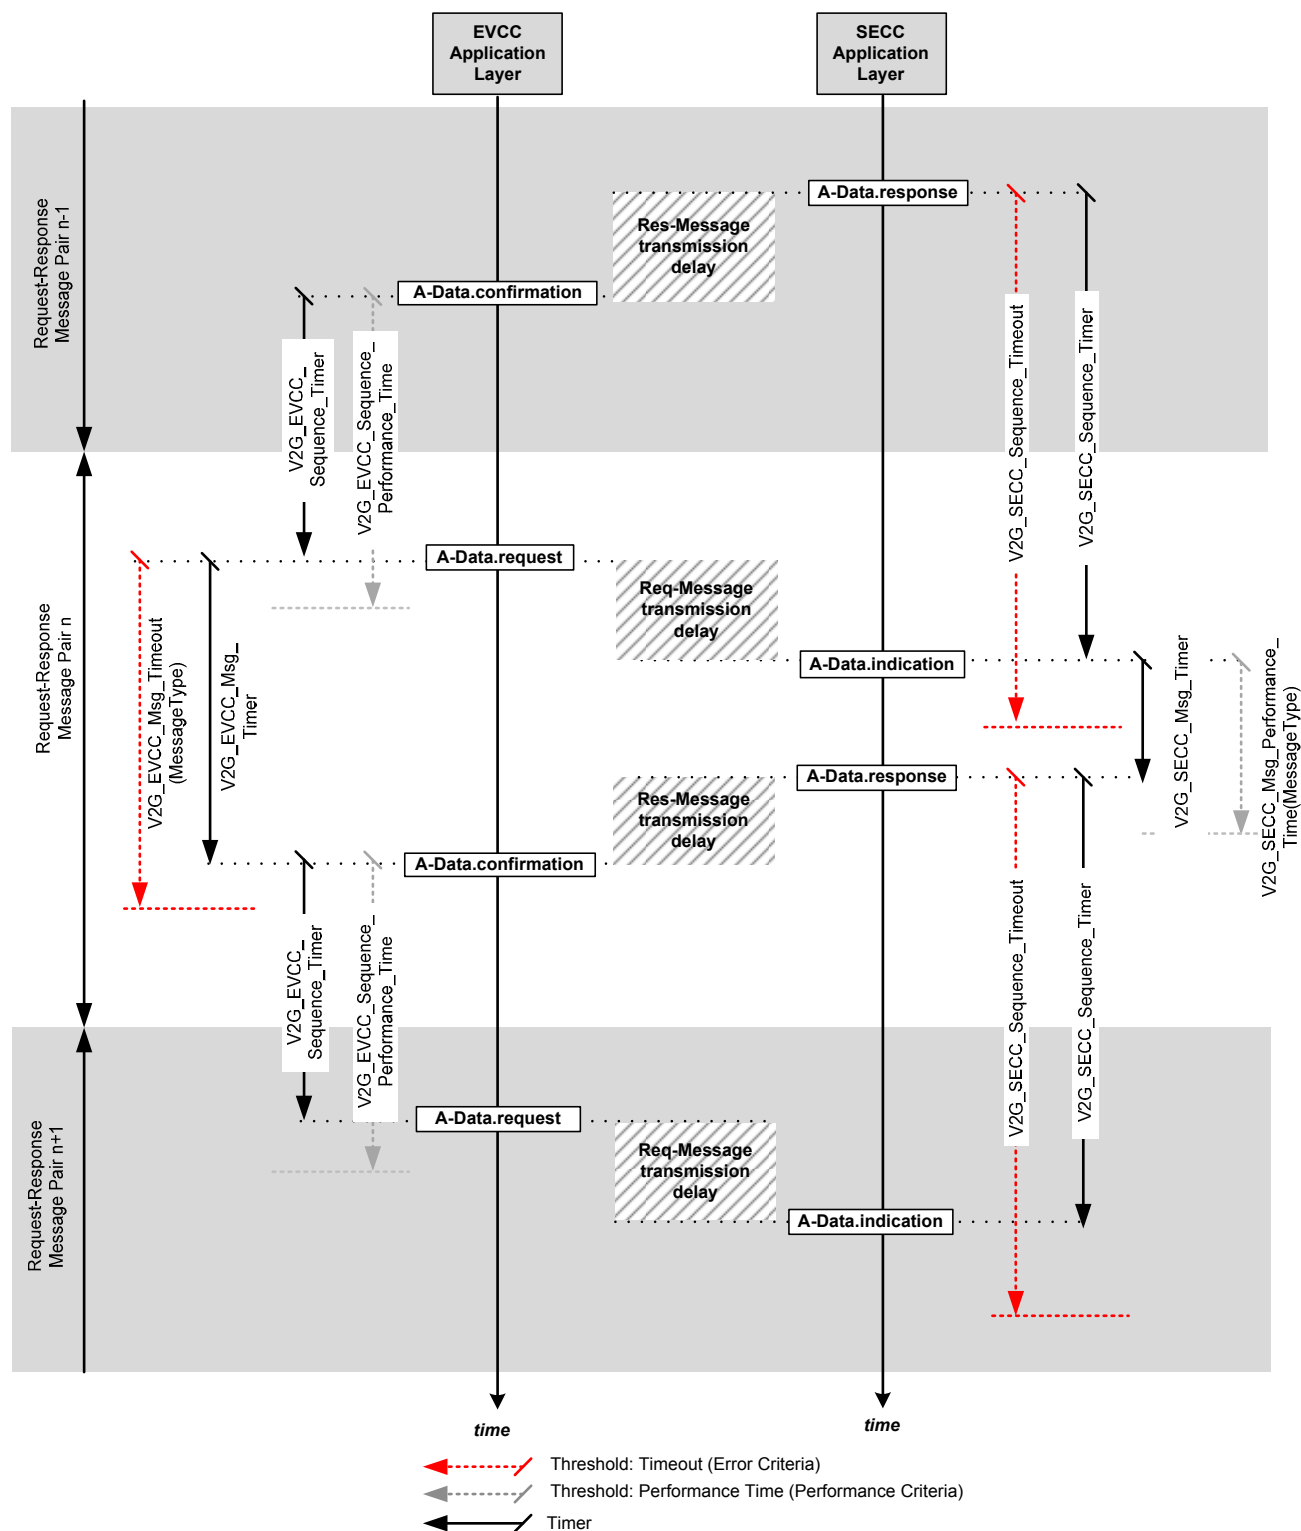 EVCC
Application
Layer
SECC
Application
Layer
Request-Response
Message Pair n-1
A-Data.response
Res-Message
transmission
delay
A-Data.confirmation
V2G_EVCC_
Sequence_Timer
V2G_EVCC_Sequence_
Performance_Time
V2G_SECC_Sequence_Timeout
V2G_SECC_Sequence_Timer
Request-Response
Message Pair n
A-Data.request
Req-Message
transmission
delay
A-Data.indication
V2G_EVCC_Msg_Timeout
(MessageType)
V2G_EVCC_Msg_
Timer
V2G_SECC_Msg_Timer
V2G_SECC_Msg_Performance_
Time(MessageType)
A-Data.response
Res-Message
transmission
delay
A-Data.confirmation
V2G_EVCC_
Sequence_Timer
V2G_EVCC_Sequence_
Performance_Time
V2G_SECC_Sequence_Timeout
V2G_SECC_Sequence_Timer
Request-Response
Message Pair n+1
A-Data.request
Req-Message
transmission
delay
A-Data.indication
time
time
Threshold: Timeout (Error Criteria)
Threshold: Performance Time (Performance Criteria)
Timer